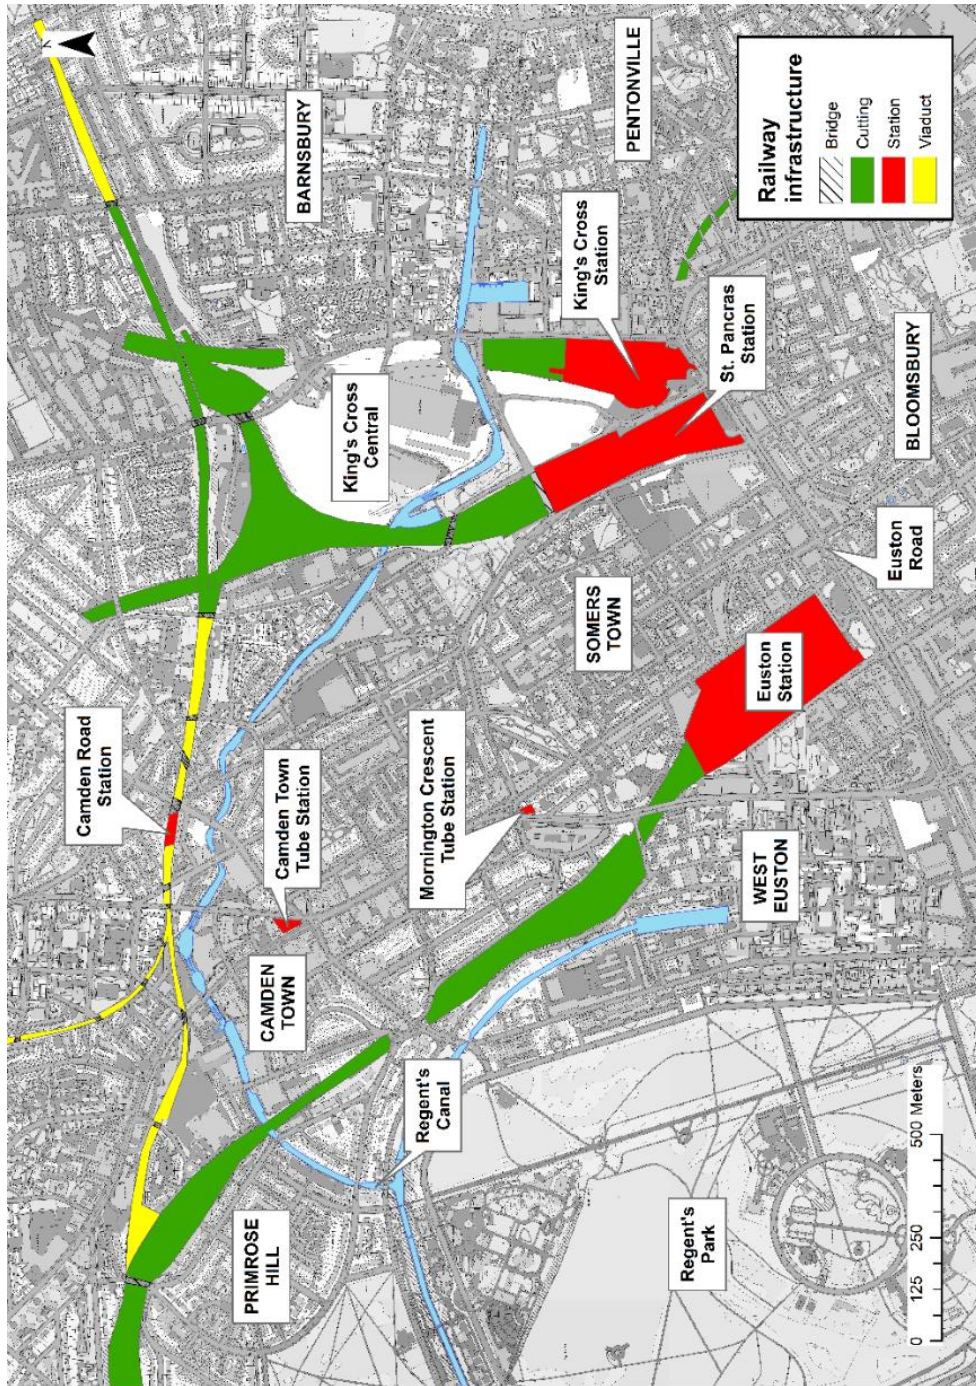 N
BARNSBURY
PENTONVILLE
Camden Road
Station
King's Cross
Central
King's Cross
Station
St. Pancras
Station
Camden Town
Tube Station
CAMDEN
TOWN
Mornington Crescent
Tube Station
SOMERS
TOWN
BLOOMSBURY
Euston
Road
Euston
Station
WEST
EUSTON
PRIMROSE
HILL
Regent's
Canal
Regent's
Park
0 125 250 500 Meters
Railway
infrastructure
Bridge
Cutting
Station
Viaduct